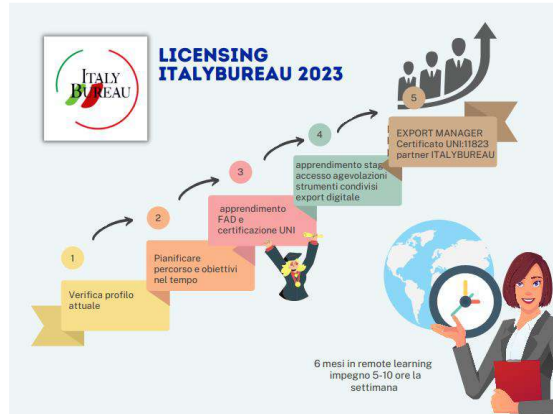 ITALY
BUREAU
LICENSING
ITALYBUREAU 2023
5
EXPORT MANAGER
Certificato UNI:11823
partner ITALYBUREAU
4
apprendimento stag
accesso agevolazioni
strumenti condivisi
export digitale
3
apprendimento
FAD e
certificazione UNI
2
Pianificare
percorso e obiettivi
nel tempo
1
Verifica profilo
attuale
6 mesi in remote learning
impegno 5-10 ore la
settimana